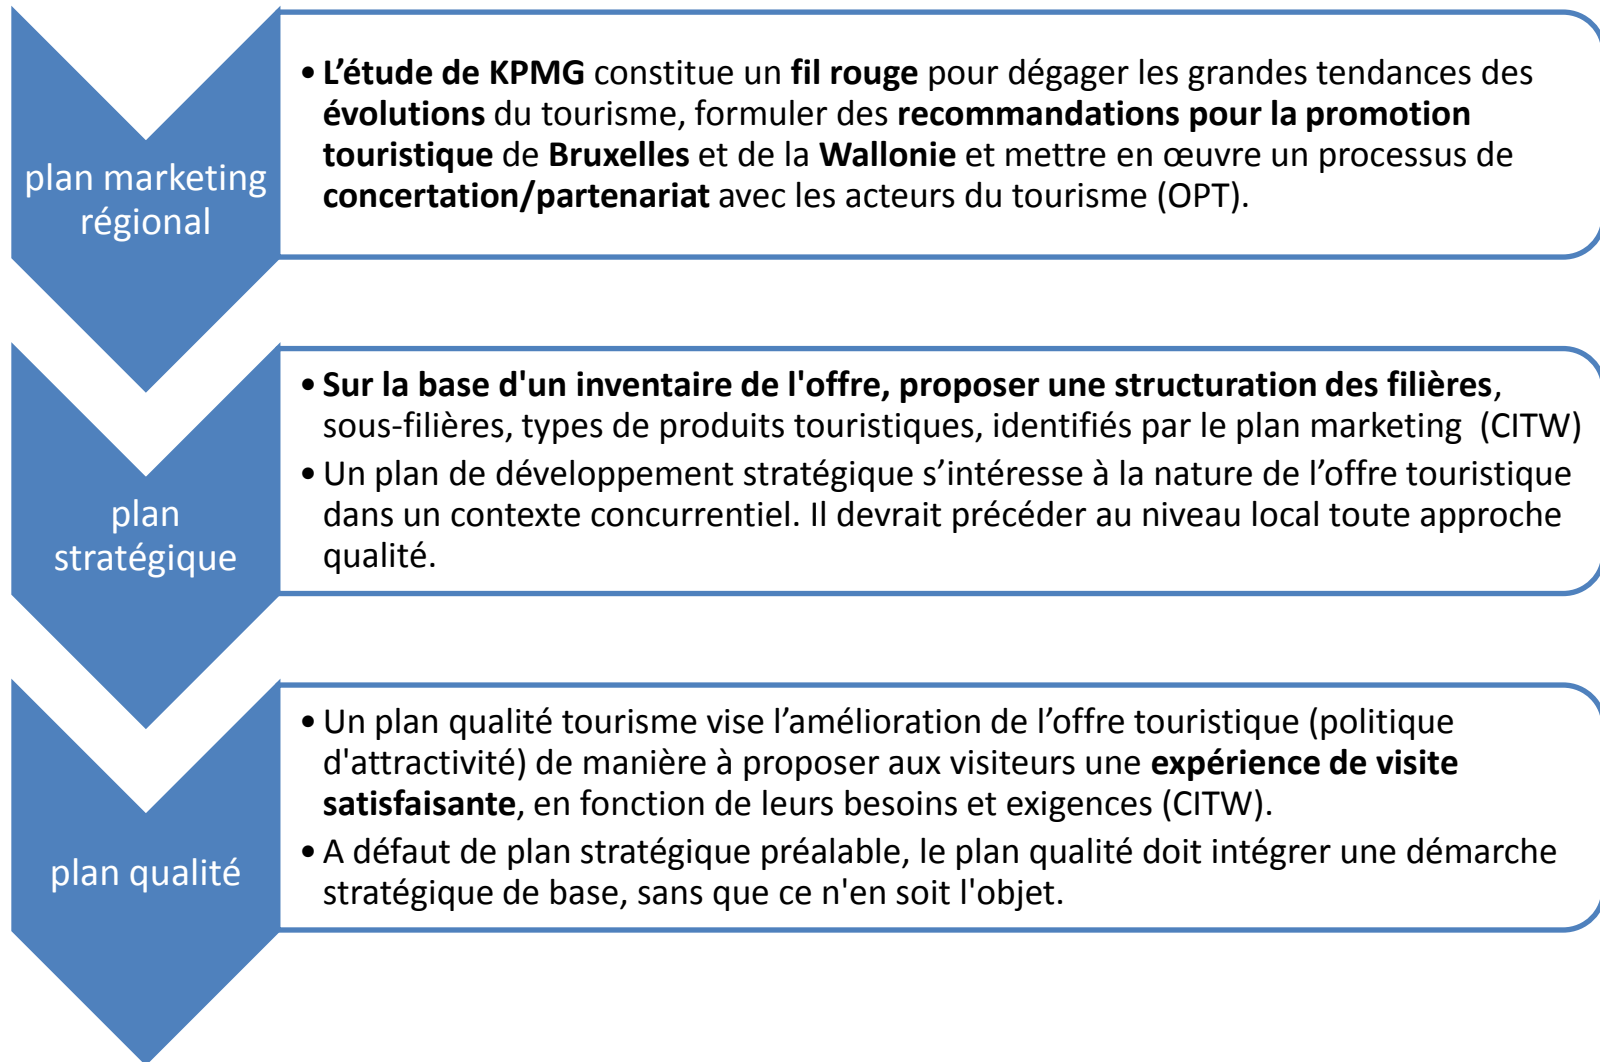 plan marketing
régional
• L’étude de KPMG constitue un fil rouge pour dégager les grandes tendances des
évolutions du tourisme, formuler des recommandations pour la promotion
touristique de Bruxelles et de la Wallonie et mettre en œuvre un processus de
concertation/partenariat avec les acteurs du tourisme (OPT).
plan
stratégique
• Sur la base d'un inventaire de l'offre, proposer une structuration des filières,
sous-filières, types de produits touristiques, identifiés par le plan marketing (CITW)
• Un plan de développement stratégique s’intéresse à la nature de l’offre touristique
dans un contexte concurrentiel. Il devrait précéder au niveau local toute approche
qualité.
plan qualité
• Un plan qualité tourisme vise l’amélioration de l’offre touristique (politique
d'attractivité) de manière à proposer aux visiteurs une expérience de visite
satisfaisante, en fonction de leurs besoins et exigences (CITW).
• A défaut de plan stratégique préalable, le plan qualité doit intégrer une démarche
stratégique de base, sans que ce n'en soit l'objet.